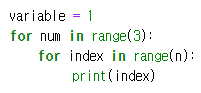 variable = 1
for num in range(3):
    for index in range(n):
        print(index)